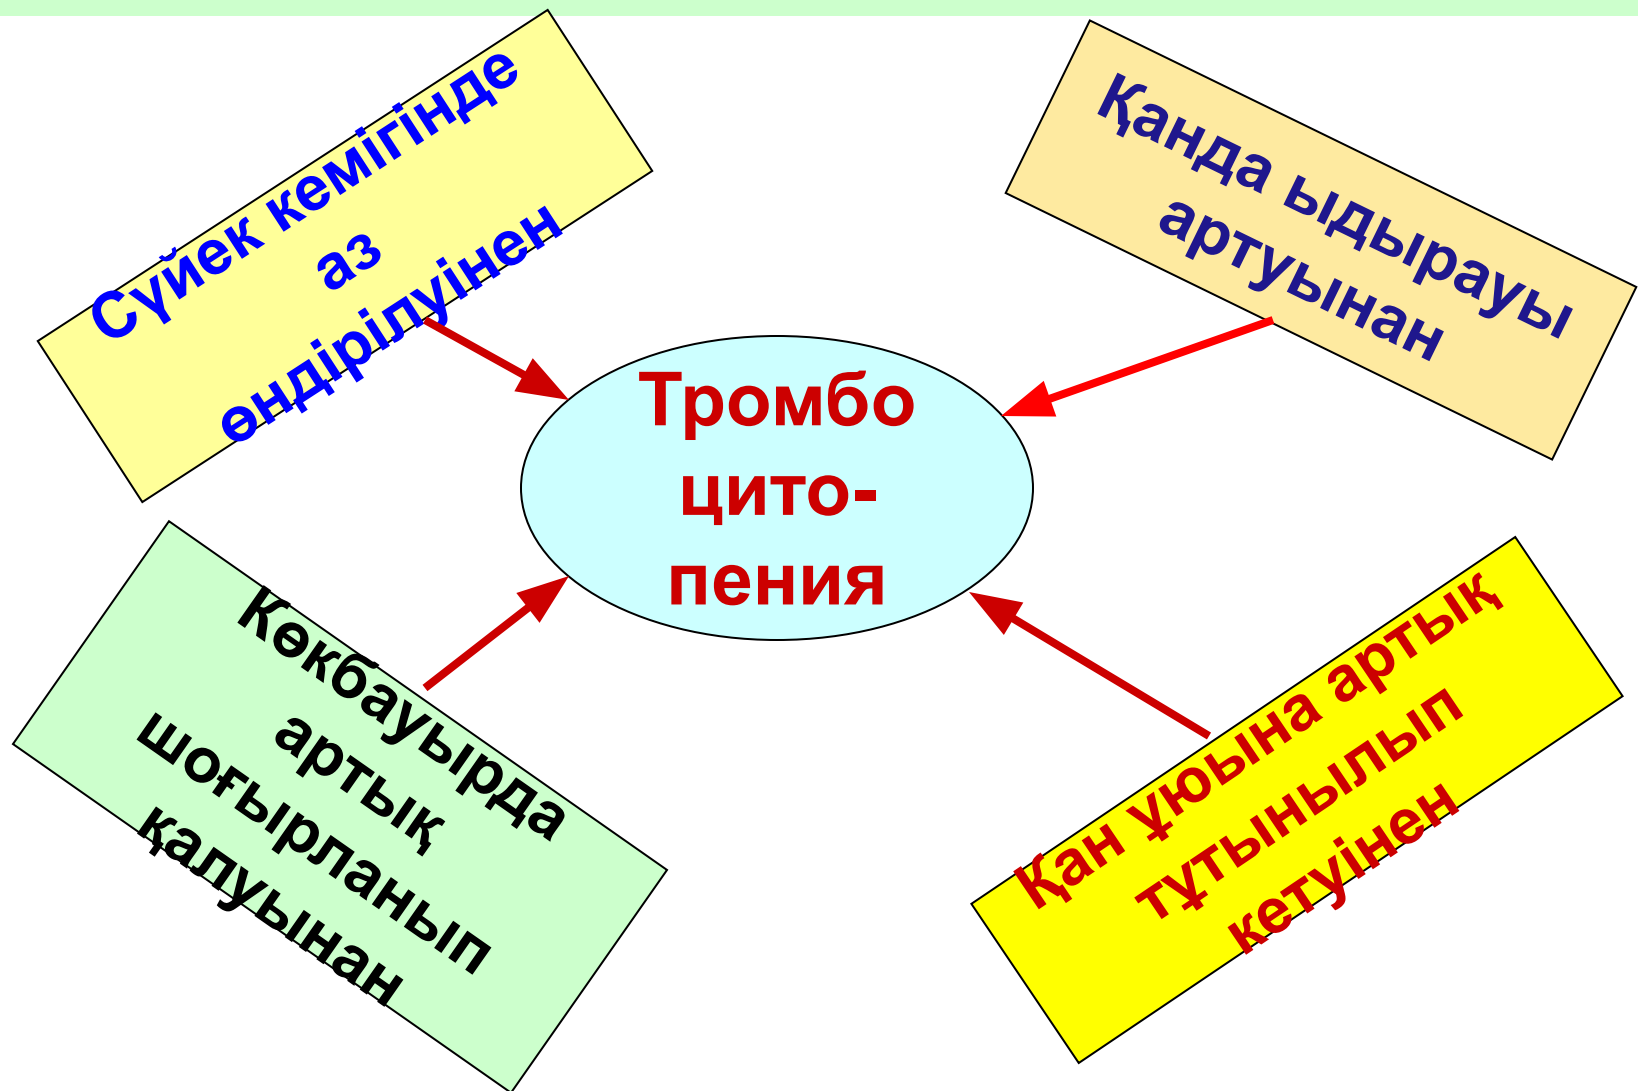 Сүйек кемігінде
аз
өндірілуінен
Қанда ыдырауы
артуынан
Тромбо
цито-
пения
Көкбауырда
артық
шоғырланып
қалуынан
Қан ұюына артық
тұтынылып
кетуінен